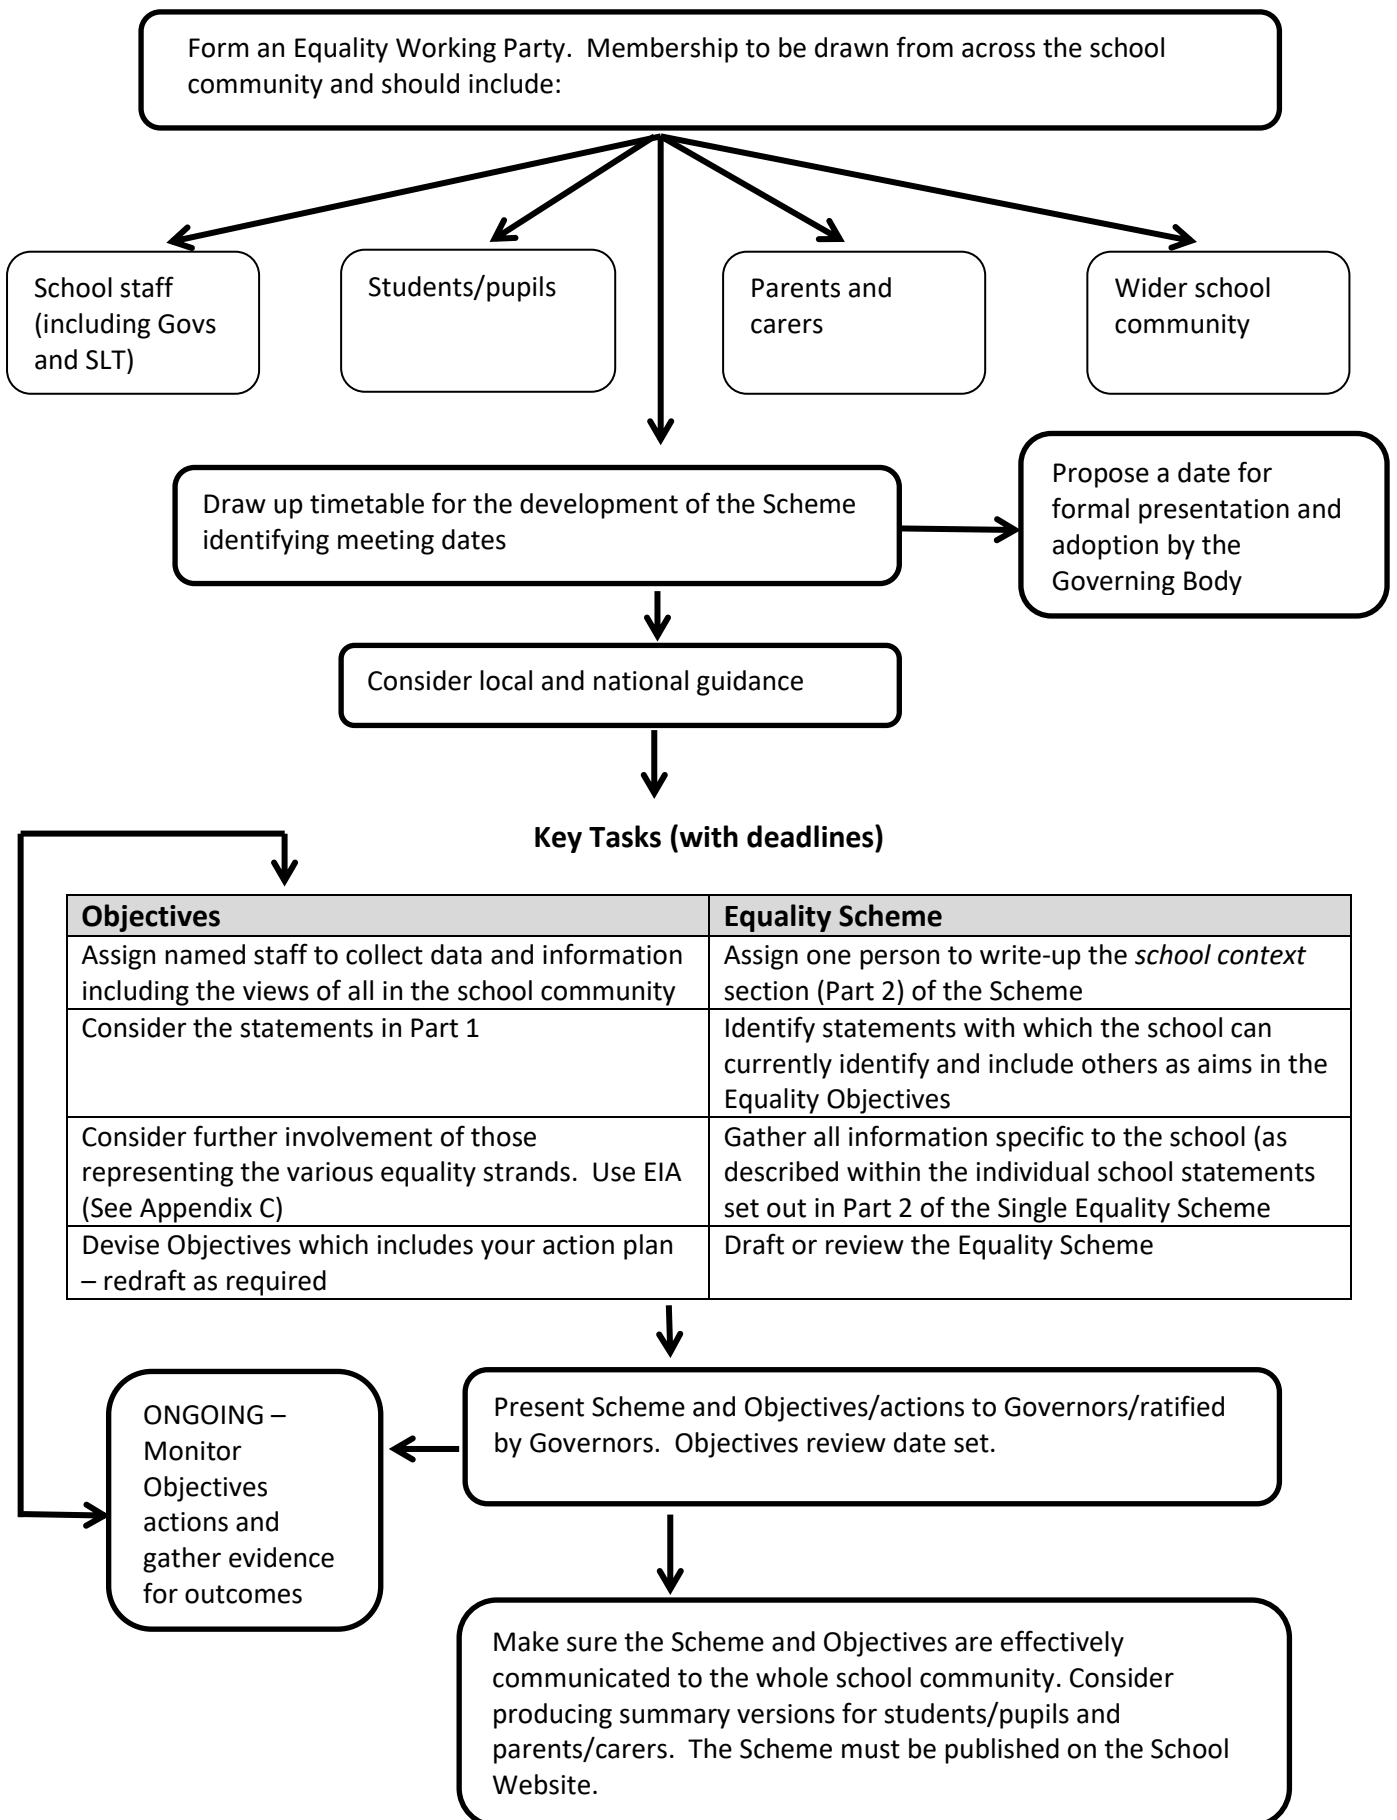 Form an Equality Working Party.  Membership to be drawn from across the school
community and should include:
School staff
(including Govs
and SLT)
Students/pupils
Parents and
carers
Wider school
community
Draw up timetable for the development of the Scheme
identifying meeting dates
Propose a date for
formal presentation and
adoption by the
Governing Body
Consider local and national guidance
Key Tasks (with deadlines)
Objectives
Equality Scheme
Assign named staff to collect data and information
including the views of all in the school community
Assign one person to write-up the school context
section (Part 2) of the Scheme
Consider the statements in Part 1
Identify statements with which the school can
currently identify and include others as aims in the
Equality Objectives
Consider further involvement of those
representing the various equality strands.  Use EIA
(See Appendix C)
Gather all information specific to the school (as
described within the individual school statements
set out in Part 2 of the Single Equality Scheme
Devise Objectives which includes your action plan
– redraft as required
Draft or review the Equality Scheme
ONGOING –
Monitor
Objectives
actions and
gather evidence
for outcomes
Present Scheme and Objectives/actions to Governors/ratified
by Governors.  Objectives review date set.
Make sure the Scheme and Objectives are effectively
communicated to the whole school community. Consider
producing summary versions for students/pupils and
parents/carers.  The Scheme must be published on the School
Website.